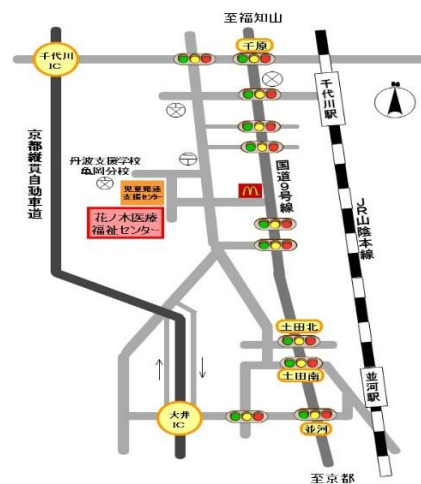 至福知山
千原
千代川
IC
N
千代川駅
京都縦貫自動車道
丹波支援学校
亀岡分校
児童発達
支援センター
花ノ木医療
福祉センター
国道9号線
JR山陰本線
土田北
土田南
並河駅
大井
IC
並河
至京都